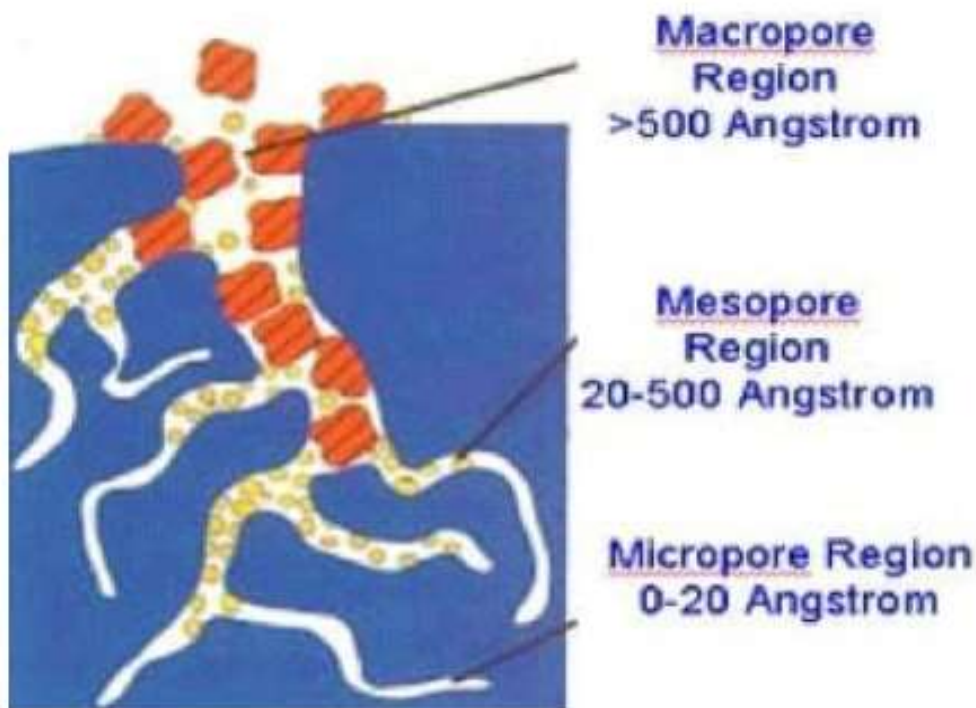 Macropore
Region
>500 Angstrom
Mesopore
Region
20-500 Angstrom
Micropore Region
0-20 Angstrom